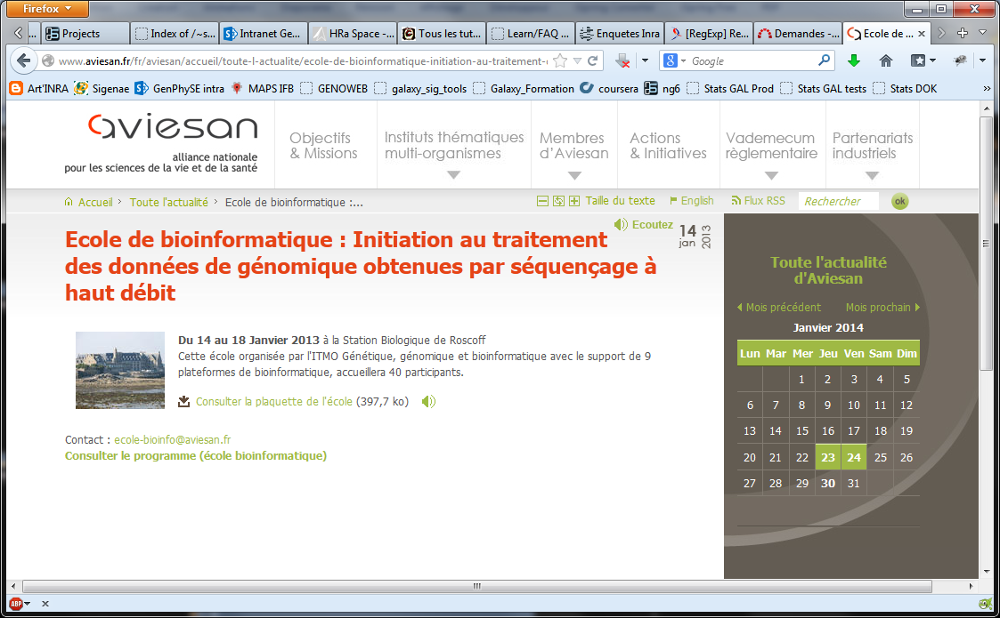 Firefox
...
Projects
Index of /~s...
Intranet Ge...
HRa Space -...
Tous les tut...
Learn/FAQ ...
Enquetes Inra
[RegExp] Re...
Demandes -...
Ecole de ...
www.aviesan.fr/fr/aviesan/accueil/toute-l-actualite/ecole-de-bioinformatique-initiation-au-traitement-
Google
Art'INRA
Sigenae
GenPhySE intra
MAPS IFB
GENOWEB
galaxy_sig_tools
Galaxy_Formation
coursera
ng6
Stats GAL Prod
Stats GAL tests
Stats DOK
aviesan
alliance nationale
pour les sciences de la vie et de la santé
Objectifs
& Missions
Instituts thématiques
multi-organismes
Membres
d'Aviesan
Actions
& Initiatives
Vademecum
règlementaire
Partenariats
industriels
Accueil > Toute l'actualité > Ecole de bioinformatique :...
Taille du texte
English
Flux RSS
Rechercher
ok
Ecoutez
14
jan
2013
Ecole de bioinformatique : Initiation au traitement
des données de génomique obtenues par séquençage à
haut débit
Du 14 au 18 Janvier 2013 à la Station Biologique de Roscoff
Cette école organisée par l'ITMO Génétique, génomique et bioinformatique avec le support de 9
plateformes de bioinformatique, accueillera 40 participants.
Consulter la plaquette de l'école (397,7 ko)
Contact : ecole-bioinfo@aviesan.fr
Consulter le programme (école bioinformatique)
Toute l'actualité
d'Aviesan
Mois précédent
Mois prochain
Janvier 2014
Lun Mar Mer Jeu Ven Sam Dim
1 2 3 4 5
6 7 8 9 10 11 12
13 14 15 16 17 18 19
20 21 22 23 24 25 26
27 28 29 30 31
ABP